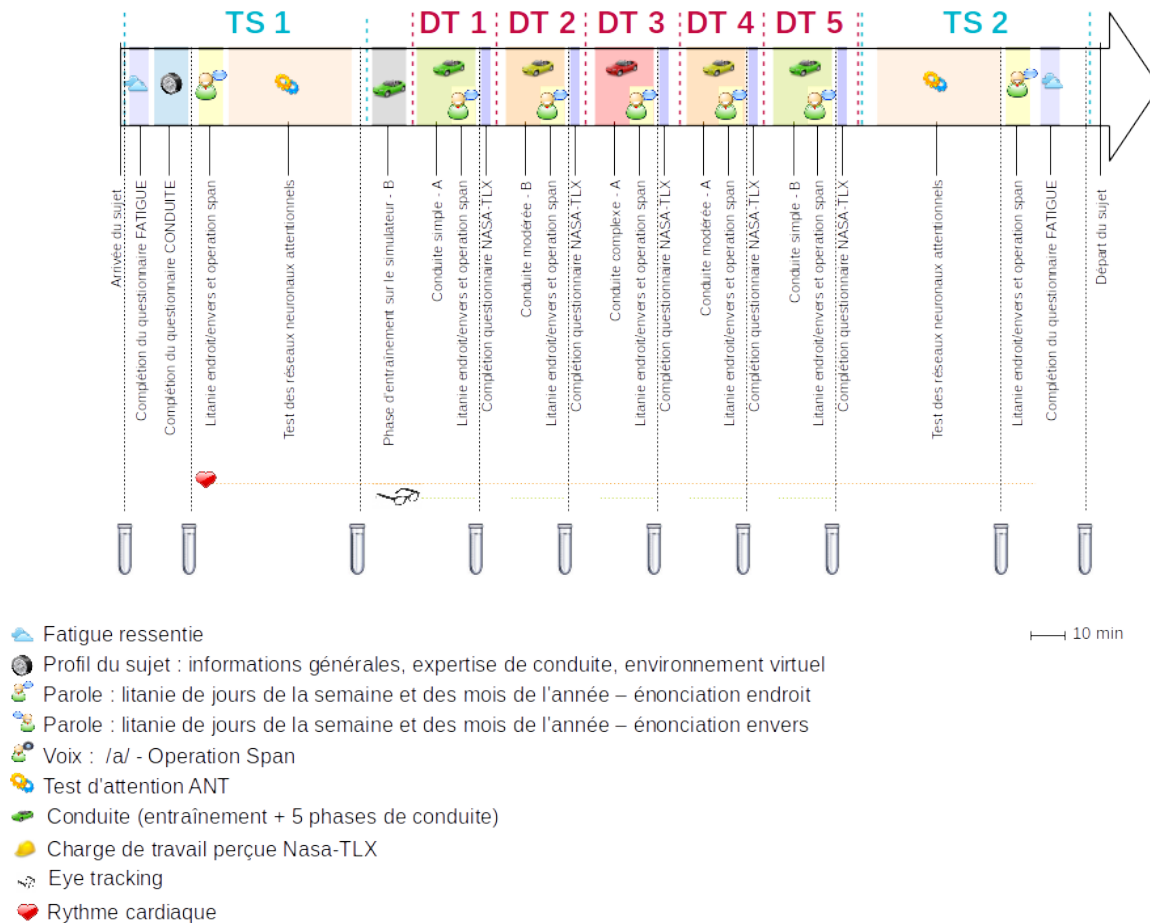 TS 1
DT 1
DT 2
DT 3
DT 4
DT 5
TS 2
Arrivée du sujet
Complétion du questionnaire FATIGUE
Complétion du questionnaire CONDUITE
Litanie endroit/envers et operation span
Test des réseaux neuronaux attentionnels
Phase d'entraînement sur le simulateur - B
Conduite simple - A
Litanie endroit/envers et operation span
Complétion questionnaire NASA-TLX
Conduite modérée - B
Litanie endroit/envers et operation span
Complétion questionnaire NASA-TLX
Conduite complexe - A
Litanie endroit/envers et operation span
Complétion questionnaire NASA-TLX
Conduite modérée - A
Litanie endroit/envers et operation span
Complétion questionnaire NASA-TLX
Conduite simple - B
Litanie endroit/envers et operation span
Complétion questionnaire NASA-TLX
Test des réseaux neuronaux attentionnels
Litanie endroit/envers et operation span
Complétion questionnaire FATIGUE
Départ du sujet
10 min
Fatigue ressentie
Profil du sujet : informations générales, expertise de conduite, environnement virtuel
Parole : litanie de jours de la semaine et des mois de l'année – énonciation endroit
Parole : litanie de jours de la semaine et des mois de l'année – énonciation envers
Voix : /a/ - Operation Span
Test d'attention ANT
Conduite (entraînement + 5 phases de conduite)
Charge de travail perçue Nasa-TLX
Eye tracking
Rythme cardiaque